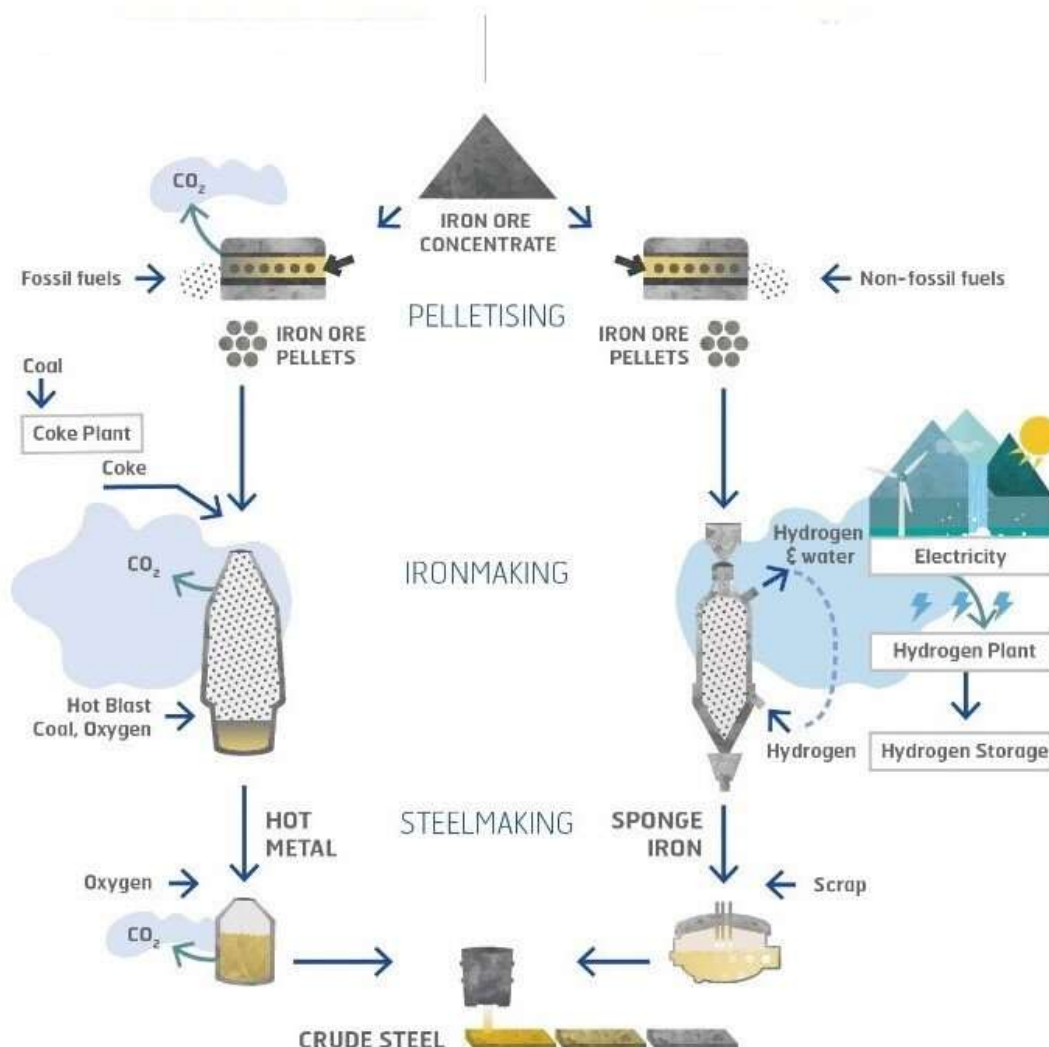 CO₂
IRON ORE
CONCENTRATE
Fossil fuels
Non-fossil fuels
PELLETISING
IRON ORE
PELLETS
IRON ORE
PELLETS
Coal
Coke Plant
Coke
CO₂
IRONMAKING
Hydrogen
& water
Electricity
Hydrogen Plant
Hot Blast
Coal, Oxygen
Hydrogen
Hydrogen Storage
HOT
METAL
STEELMAKING
SPONGE
IRON
Oxygen
Scrap
CO₂
CRUDE STEEL